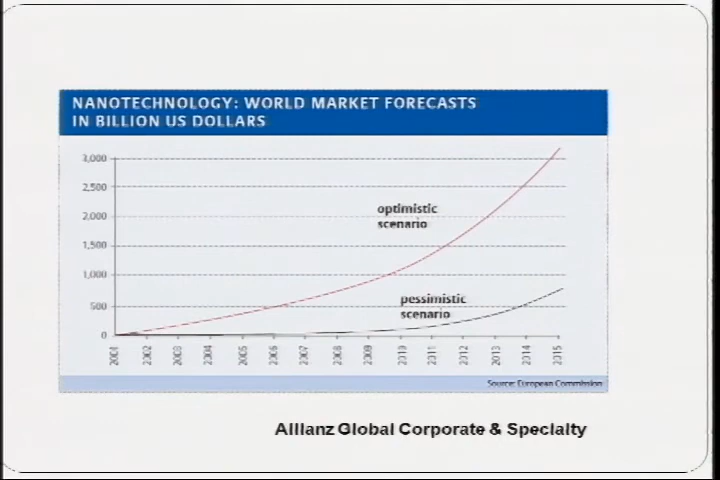 NANOTECHNOLOGY: WORLD MARKET FORECASTS
IN BILLION US DOLLARS
3,000
2,500
2,000
1,500
1,000
500
0
optimistic
scenario
pessimistic
scenario
2001 2002 2003 2004 2005 2006 2007 2008 2009 2010 2011 2012 2013 2014 2015
Source: European Commission
Allianz Global Corporate & Specialty